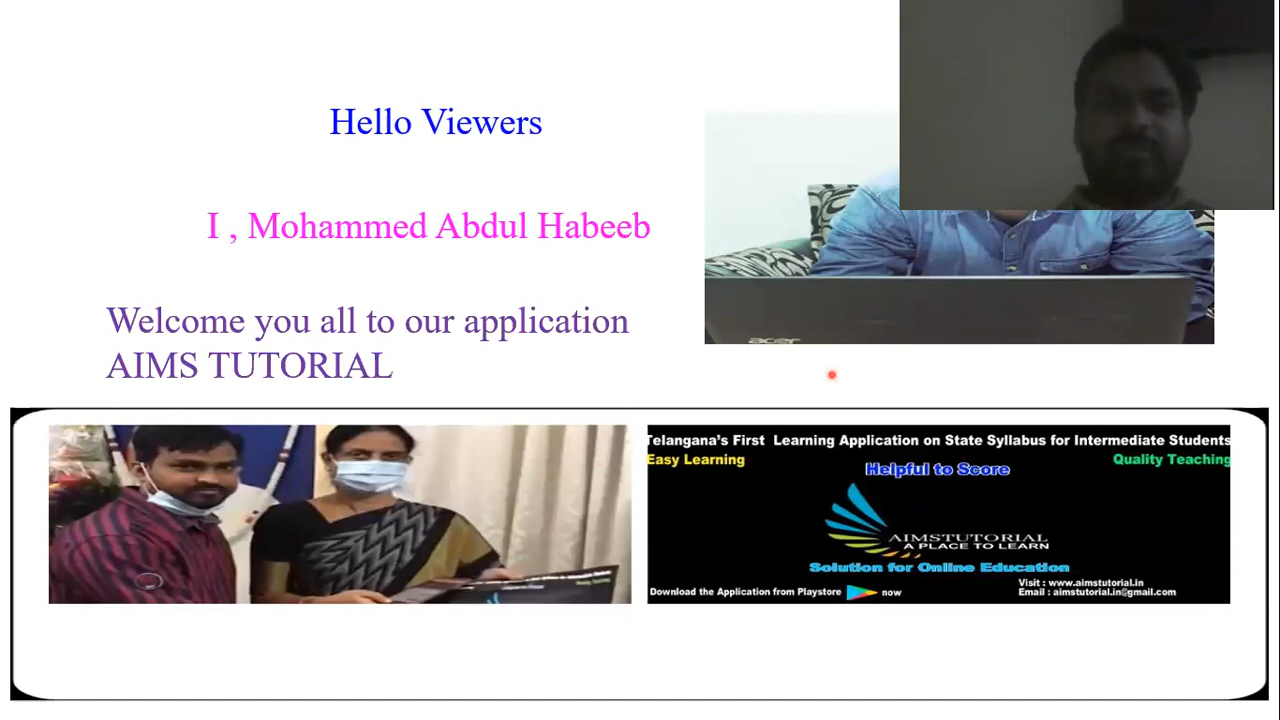 Hello Viewers
I , Mohammed Abdul Habeeb
Welcome you all to our application
AIMS TUTORIAL
acer
Telangana's First Learning Application on State Syllabus for Intermediate Students
Easy Learning
Quality Teaching
Helpful to Score
AIMSTUTORIAL
A PLACE TO LEARN
Solution for Online Education
Download the Application from Playstore now
Visit : www.aimstutorial.in
Email : aimstutorial.in@gmail.com